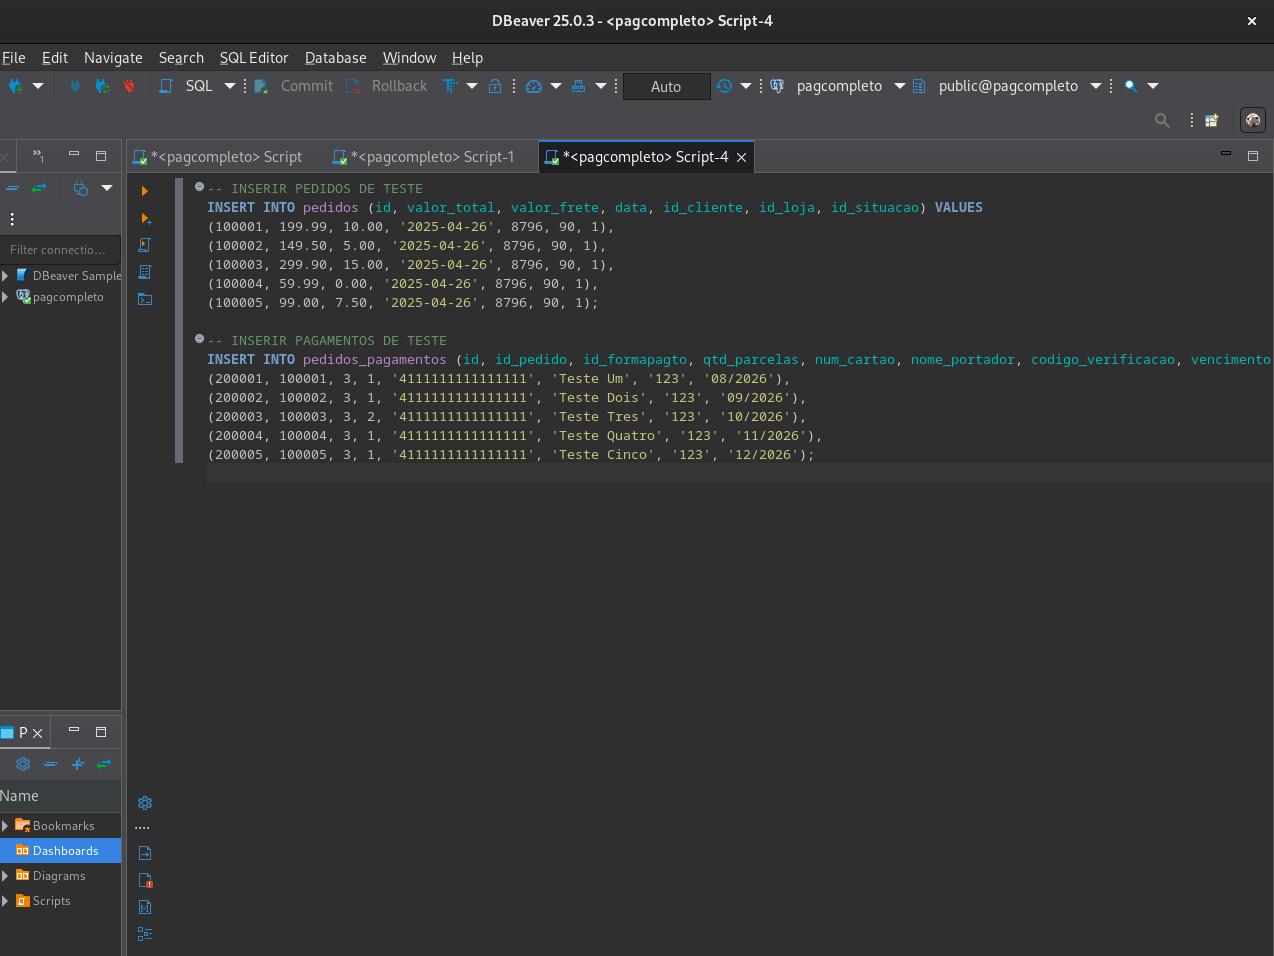 DBeaver 25.0.3 - <pagcompleto> Script-4
File Edit Navigate Search SQL Editor Database Window Help
SQL Commit Rollback Auto pagcompleto public@pagcompleto
*<pagcompleto> Script *<pagcompleto> Script-1 *<pagcompleto> Script-4
Filter connectio...
DBeaver Sample
pagcompleto
-- INSERIR PEDIDOS DE TESTE
INSERT INTO pedidos (id, valor_total, valor_frete, data, id_cliente, id_loja, id_situacao) VALUES
(100001, 199.99, 10.00, '2025-04-26', 8796, 90, 1),
(100002, 149.50, 5.00, '2025-04-26', 8796, 90, 1),
(100003, 299.90, 15.00, '2025-04-26', 8796, 90, 1),
(100004, 59.99, 0.00, '2025-04-26', 8796, 90, 1),
(100005, 99.00, 7.50, '2025-04-26', 8796, 90, 1);
-- INSERIR PAGAMENTOS DE TESTE
INSERT INTO pedidos_pagamentos (id, id_pedido, id_formapagto, qtd_parcelas, num_cartao, nome_portador, codigo_verificacao, vencimento
(200001, 100001, 3, 1, '4111111111111111', 'Teste Um', '123', '08/2026'),
(200002, 100002, 3, 1, '4111111111111111', 'Teste Dois', '123', '09/2026'),
(200003, 100003, 3, 2, '4111111111111111', 'Teste Tres', '123', '10/2026'),
(200004, 100004, 3, 1, '4111111111111111', 'Teste Quatro', '123', '11/2026'),
(200005, 100005, 3, 1, '4111111111111111', 'Teste Cinco', '123', '12/2026');
P
Name
Bookmarks
Dashboards
Diagrams
Scripts